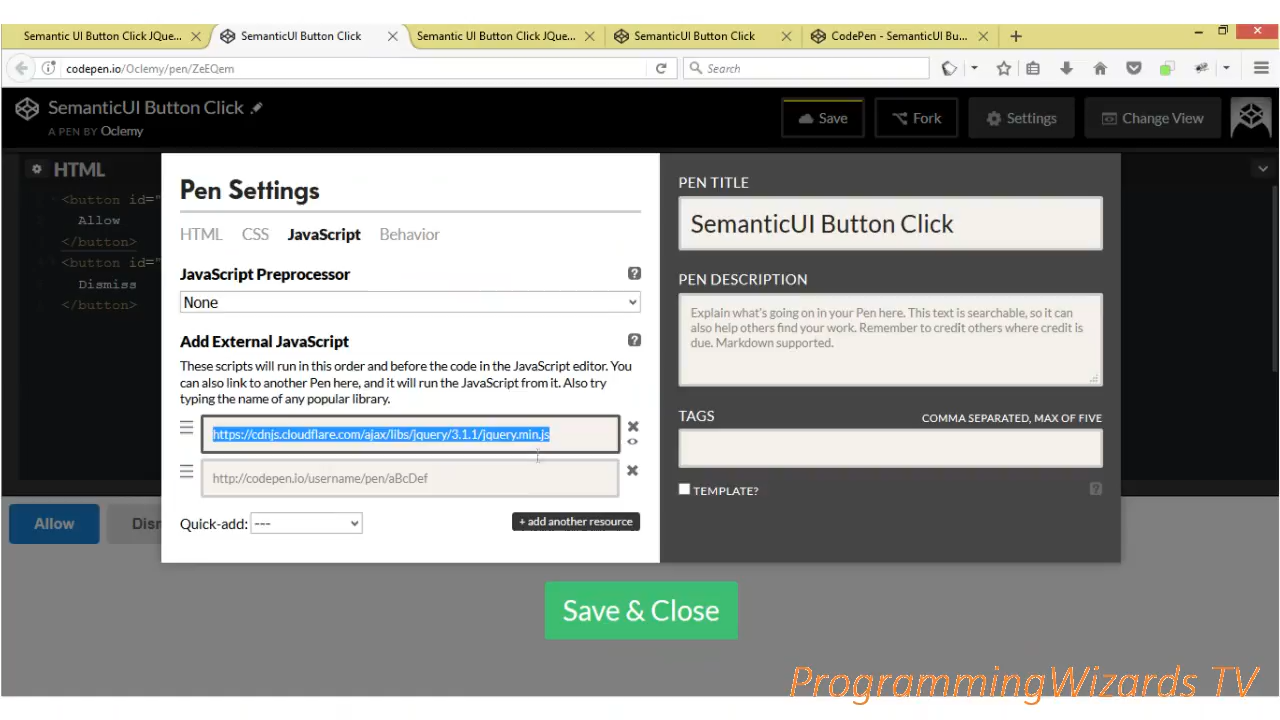 Semantic UI Button Click JQue...
SemanticUI Button Click
Semantic UI Button Click JQue...
SemanticUI Button Click
CodePen - SemanticUI Bu...
codepen.io/Oclemy/pen/ZeEQem
Search
SemanticUI Button Click
A PEN BY Oclemy
Save
Fork
Settings
Change View
HTML
<button id="
Allow
</button>
<button id="
Dismiss
</button>
Pen Settings
HTML CSS JavaScript Behavior
JavaScript Preprocessor
None
Add External JavaScript
These scripts will run in this order and before the code in the JavaScript editor. You
can also link to another Pen here, and it will run the JavaScript from it. Also try
typing the name of any popular library.
https://cdnjs.cloudflare.com/ajax/libs/jquery/3.1.1/jquery.min.js
http://codepen.io/username/pen/aBcDef
Quick-add: ---
+ add another resource
PEN TITLE
SemanticUI Button Click
PEN DESCRIPTION
Explain what's going on in your Pen here. This text is searchable, so it can
also help others find your work. Remember to credit others where credit is
due. Markdown supported.
TAGS
COMMA SEPARATED, MAX OF FIVE
TEMPLATE?
Allow
Disn
Save & Close
ProgrammingWizards TV